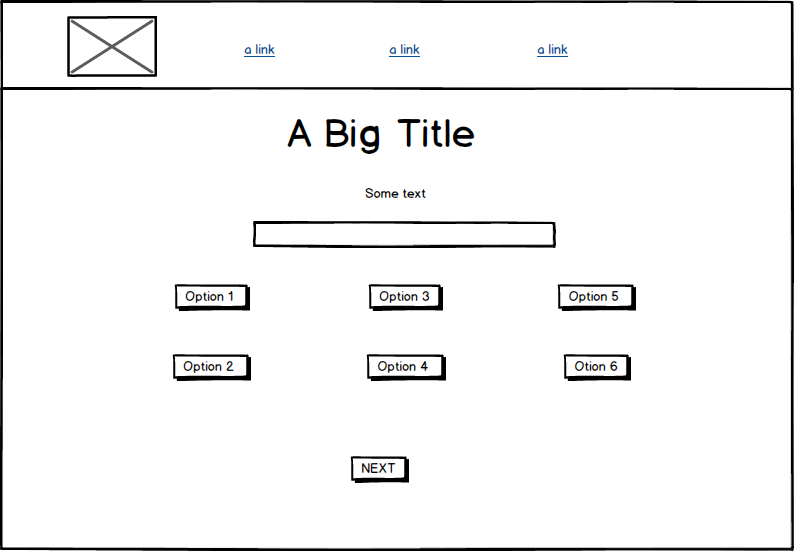 a link a link a link
A Big Title
Some text
Option 1 Option 3 Option 5
Option 2 Option 4 Otion 6
NEXT